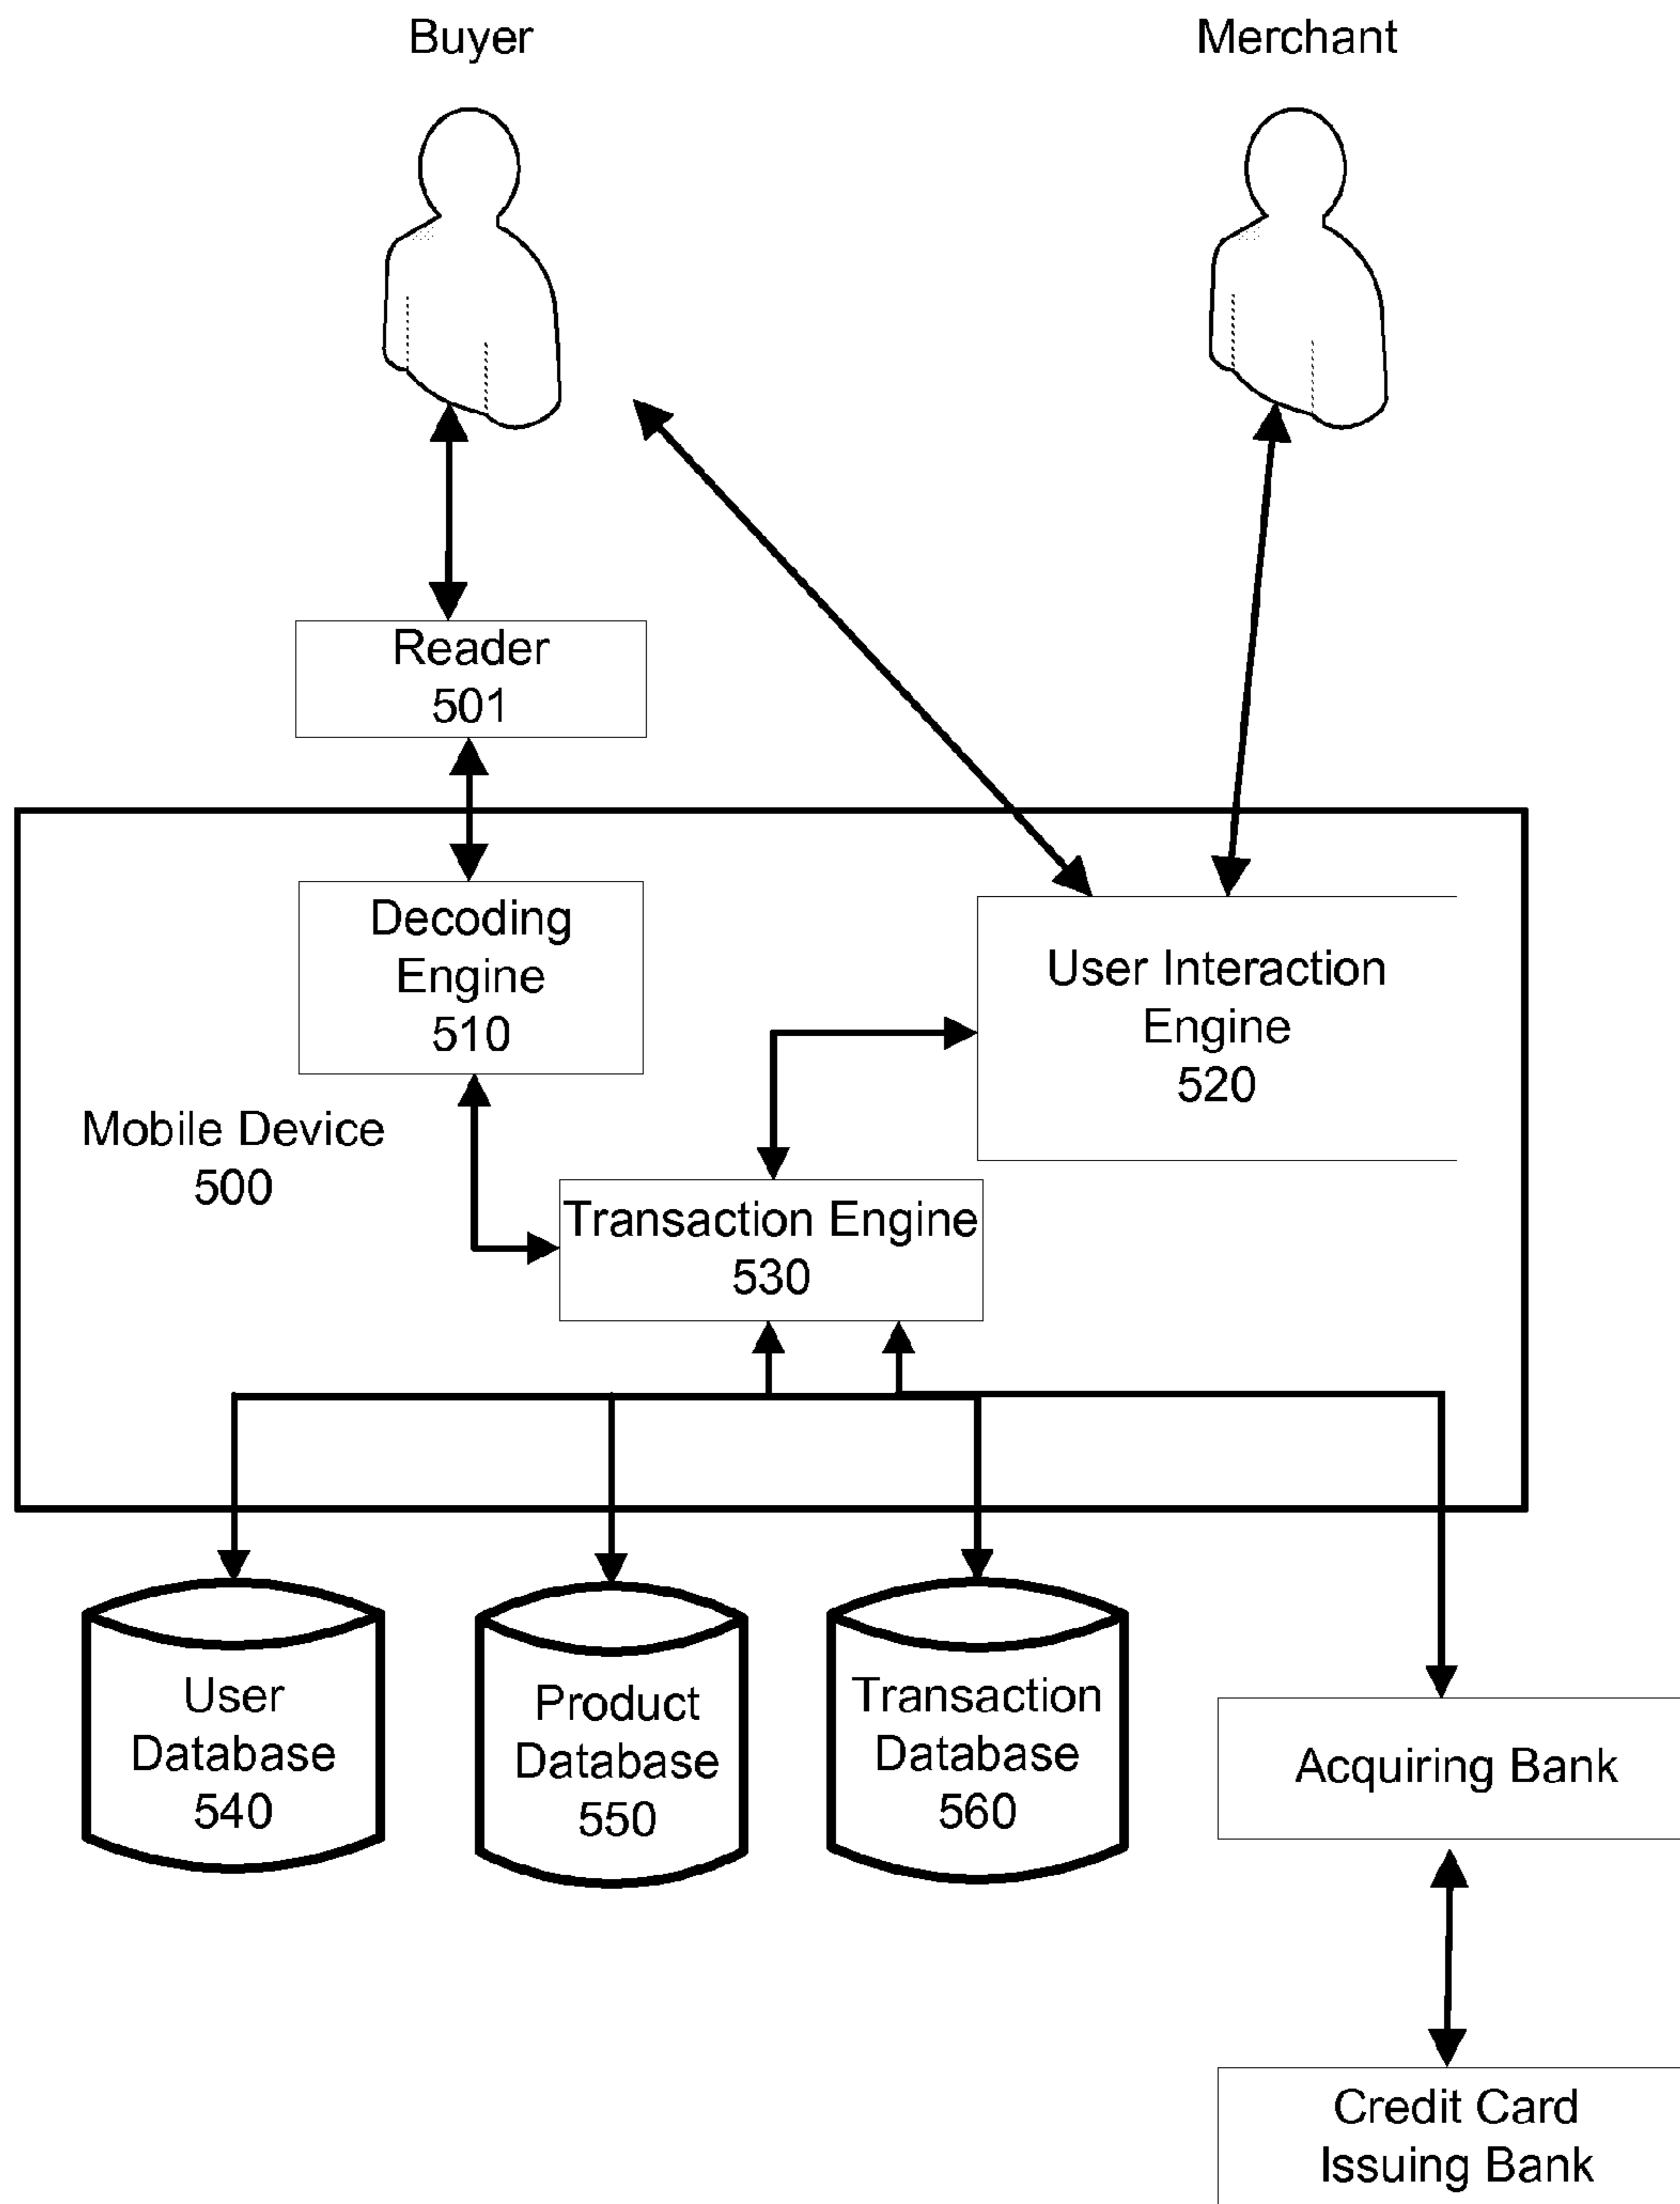 Buyer
Merchant
Reader
501
Decoding
Engine
510
User Interaction
Engine
520
Mobile Device
500
Transaction Engine
530
User
Database
540
Product
Database
550
Transaction
Database
560
Acquiring Bank
Credit Card
Issuing Bank